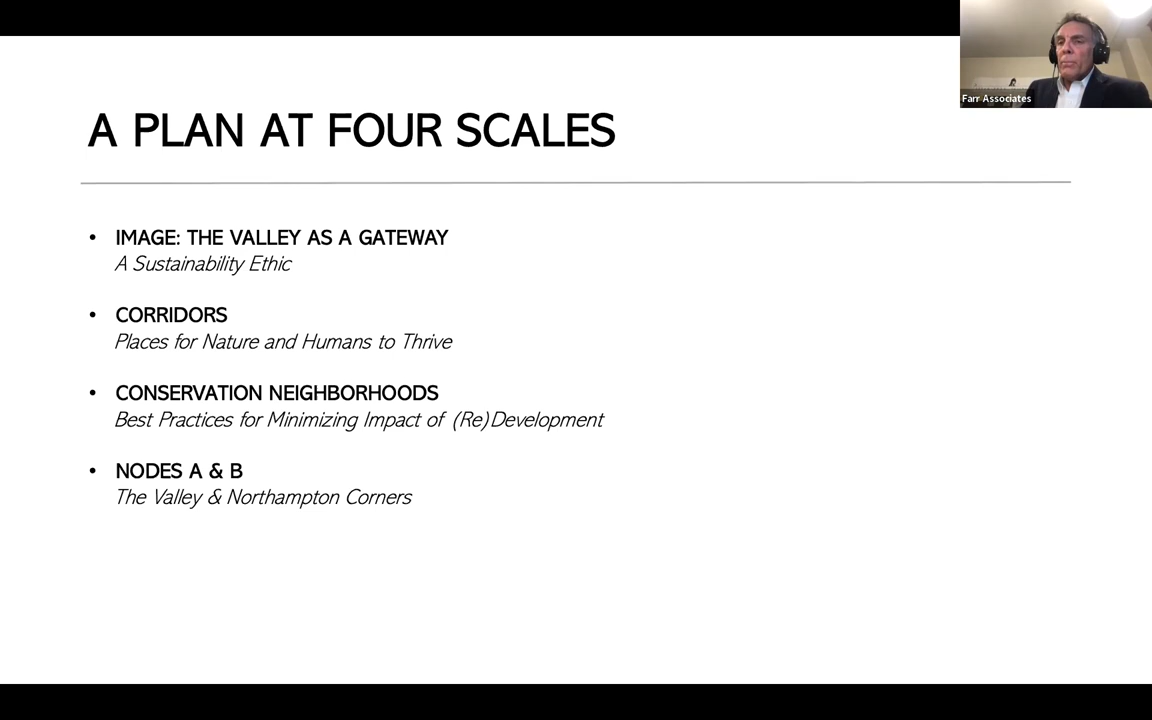 A PLAN AT FOUR SCALES
Farr Associates
• IMAGE: THE VALLEY AS A GATEWAY
A Sustainability Ethic
• CORRIDORS
Places for Nature and Humans to Thrive
• CONSERVATION NEIGHBORHOODS
Best Practices for Minimizing Impact of (Re)Development
• NODES A & B
The Valley & Northampton Corners